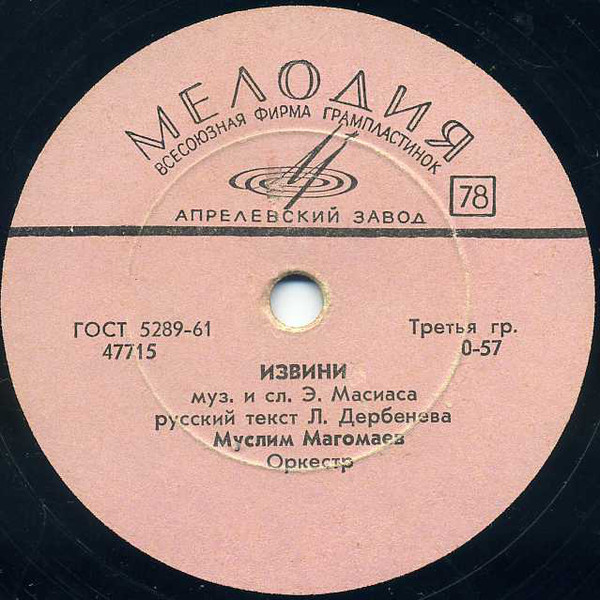 МЕЛОДИЯ
ВСЕСОЮЗНАЯ ФИРМА ГРАМПЛАСТИНОК
АПРЕЛЕВСКИЙ ЗАВОД
78
ГОСТ 5289-61
Третья гр.
47715
0-57
ИЗВИНИ
муз. и сл. Э. Масиаса
русский текст Л. Дербенева
Муслим Магомаев
Оркестр